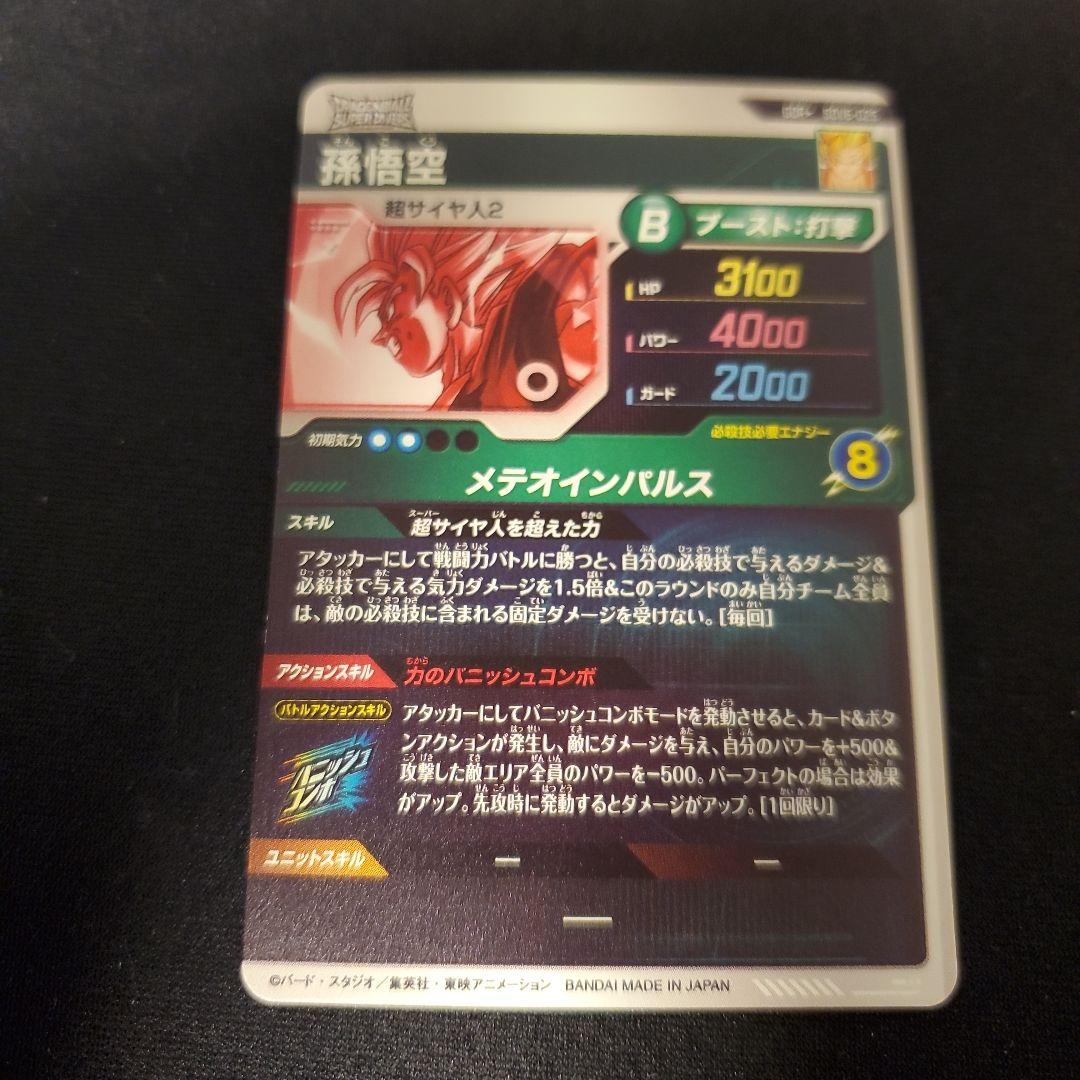 DRAGONBALL
SUPER DIVERS
孫悟空
超サイヤ人2
B ブースト:打撃
HP 3100
パワー 4000
ガード 2000
初期気力
必殺技必要エナジー
8
メテオインパルス
スキル 超サイヤ人を超えた力
アタッカーにして戦闘力バトルに勝つと、自分の必殺技で与えるダメージ&
必殺技で与える気力ダメージを1.5倍&このラウンドのみ自分チーム全員
は、敵の必殺技に含まれる固定ダメージを受けない。[毎回]
アクションスキル 力のバニッシュコンボ
バトルアクションスキル
バニッシュ
コンボ
アタッカーにしてバニッシュコンボモードを発動させると、カード&ボタ
ンアクションが発生し、敵にダメージを与え、自分のパワーを+500&
攻撃した敵エリア全員のパワーを-500。パーフェクトの場合は効果
がアップ。先攻時に発動するとダメージがアップ。[1回限り]
ユニットスキル ー ー
ー
©バード・スタジオ/集英社・東映アニメーション BANDAI MADE IN JAPAN